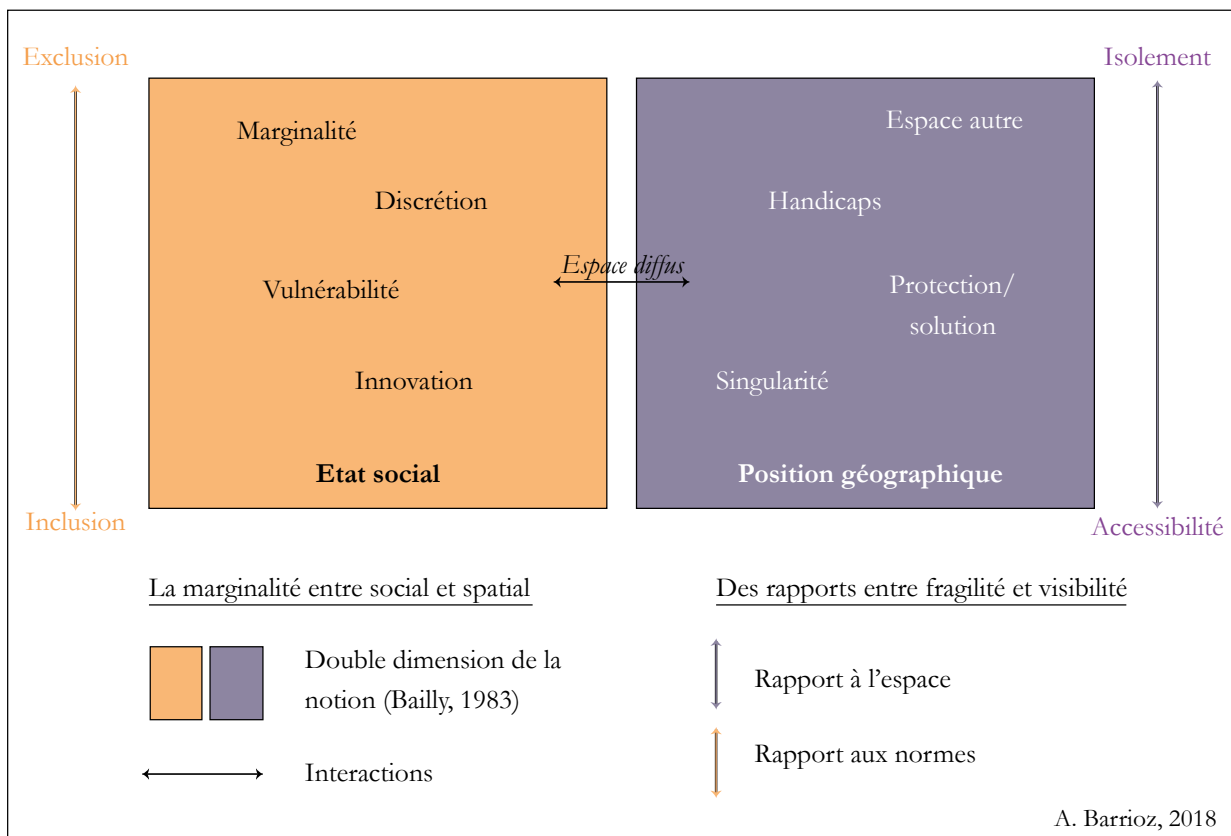 Exclusion
Isolement
Marginalité
Espace autre
Discrétion
Handicaps
Espace diffus
Vulnérabilité
Protection/
solution
Innovation
Singularité
Etat social
Position géographique
Inclusion
Accessibilité
La marginalité entre social et spatial
Double dimension de la
notion (Bailly, 1983)
Interactions
Des rapports entre fragilité et visibilité
Rapport à l’espace
Rapport aux normes
A. Barrioz, 2018